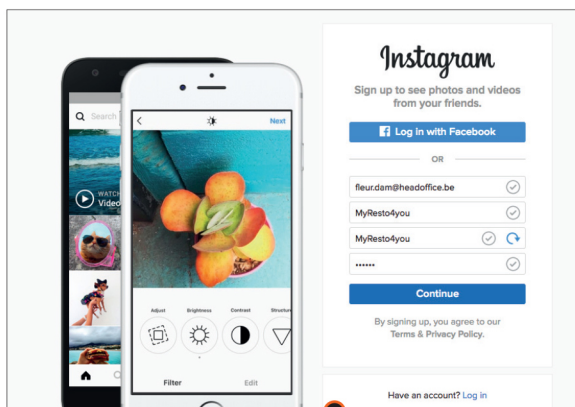 Search
WATCH
Video
Next
Adjust
Brightness
Contrast
Structure
Filter
Edit
Instagram
Sign up to see photos and videos
from your friends.
f Log in with Facebook
OR
fleur.dam@headoffice.be
MyResto4you
MyResto4you
••••••
Continue
By signing up, you agree to our
Terms & Privacy Policy.
Have an account? Log in